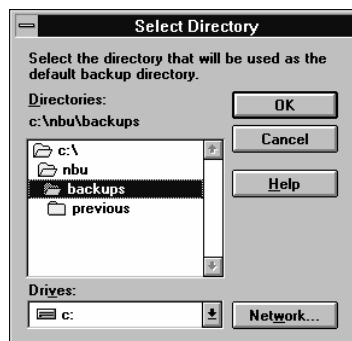 Select Directory
Select the directory that will be used as the
default backup directory.
Directories:
c:\nbu\backups
c:\
nbu
backups
previous
OK
Cancel
Help
Drives:
c:
Network...